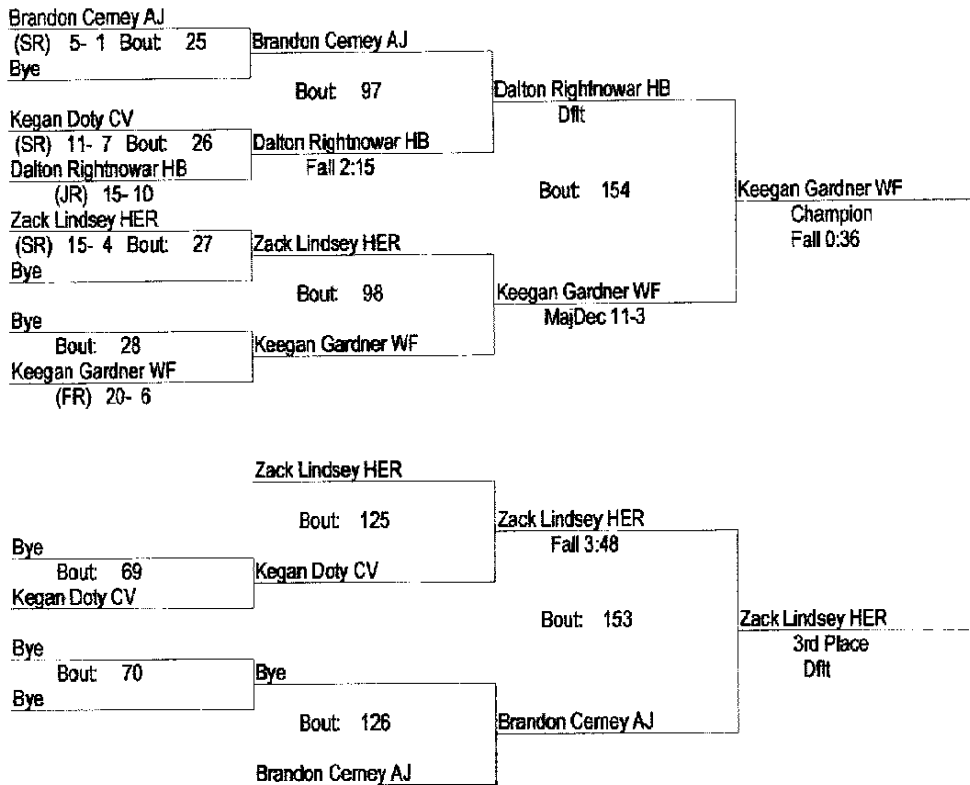 Brandon Cerney AJ
(SR) 5- 1 Bout: 25
Bye
Brandon Cerney AJ
Bout: 97
Kegan Doty CV
(SR) 11- 7 Bout: 26
Dalton Rightnowar HB
(JR) 15- 10
Dalton Rightnowar HB
Fall 2:15
Dalton Rightnowar HB
Dflt
Zack Lindsey HER
(SR) 15- 4 Bout: 27
Bye
Zack Lindsey HER
Bout: 98
Bye
Bout: 28
Keegan Gardner WF
(FR) 20- 6
Keegan Gardner WF
Keegan Gardner WF
MajDec 11-3
Bout: 154
Keegan Gardner WF
Champion
Fall 0:36
Zack Lindsey HER
Bout: 125
Bye
Bout: 69
Kegan Doty CV
Kegan Doty CV
Zack Lindsey HER
Fall 3:48
Bye
Bout: 70
Bye
Bye
Bout: 126
Brandon Cerney AJ
Brandon Cerney AJ
Bout: 153
Zack Lindsey HER
3rd Place
Dflt